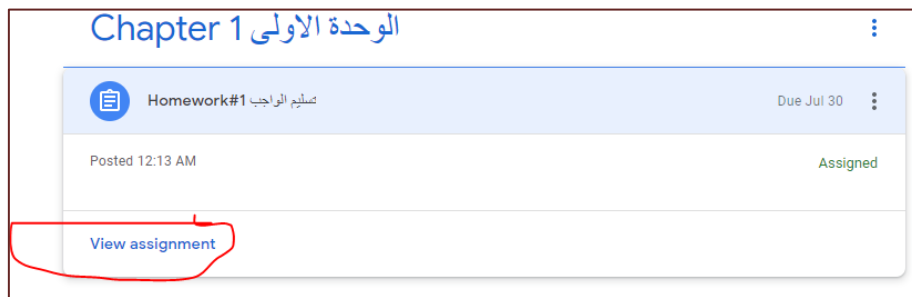 Chapter 1 الوحدة الاولى
Homework#1 تسليم الواجب
Due Jul 30
Posted 12:13 AM
Assigned
View assignment